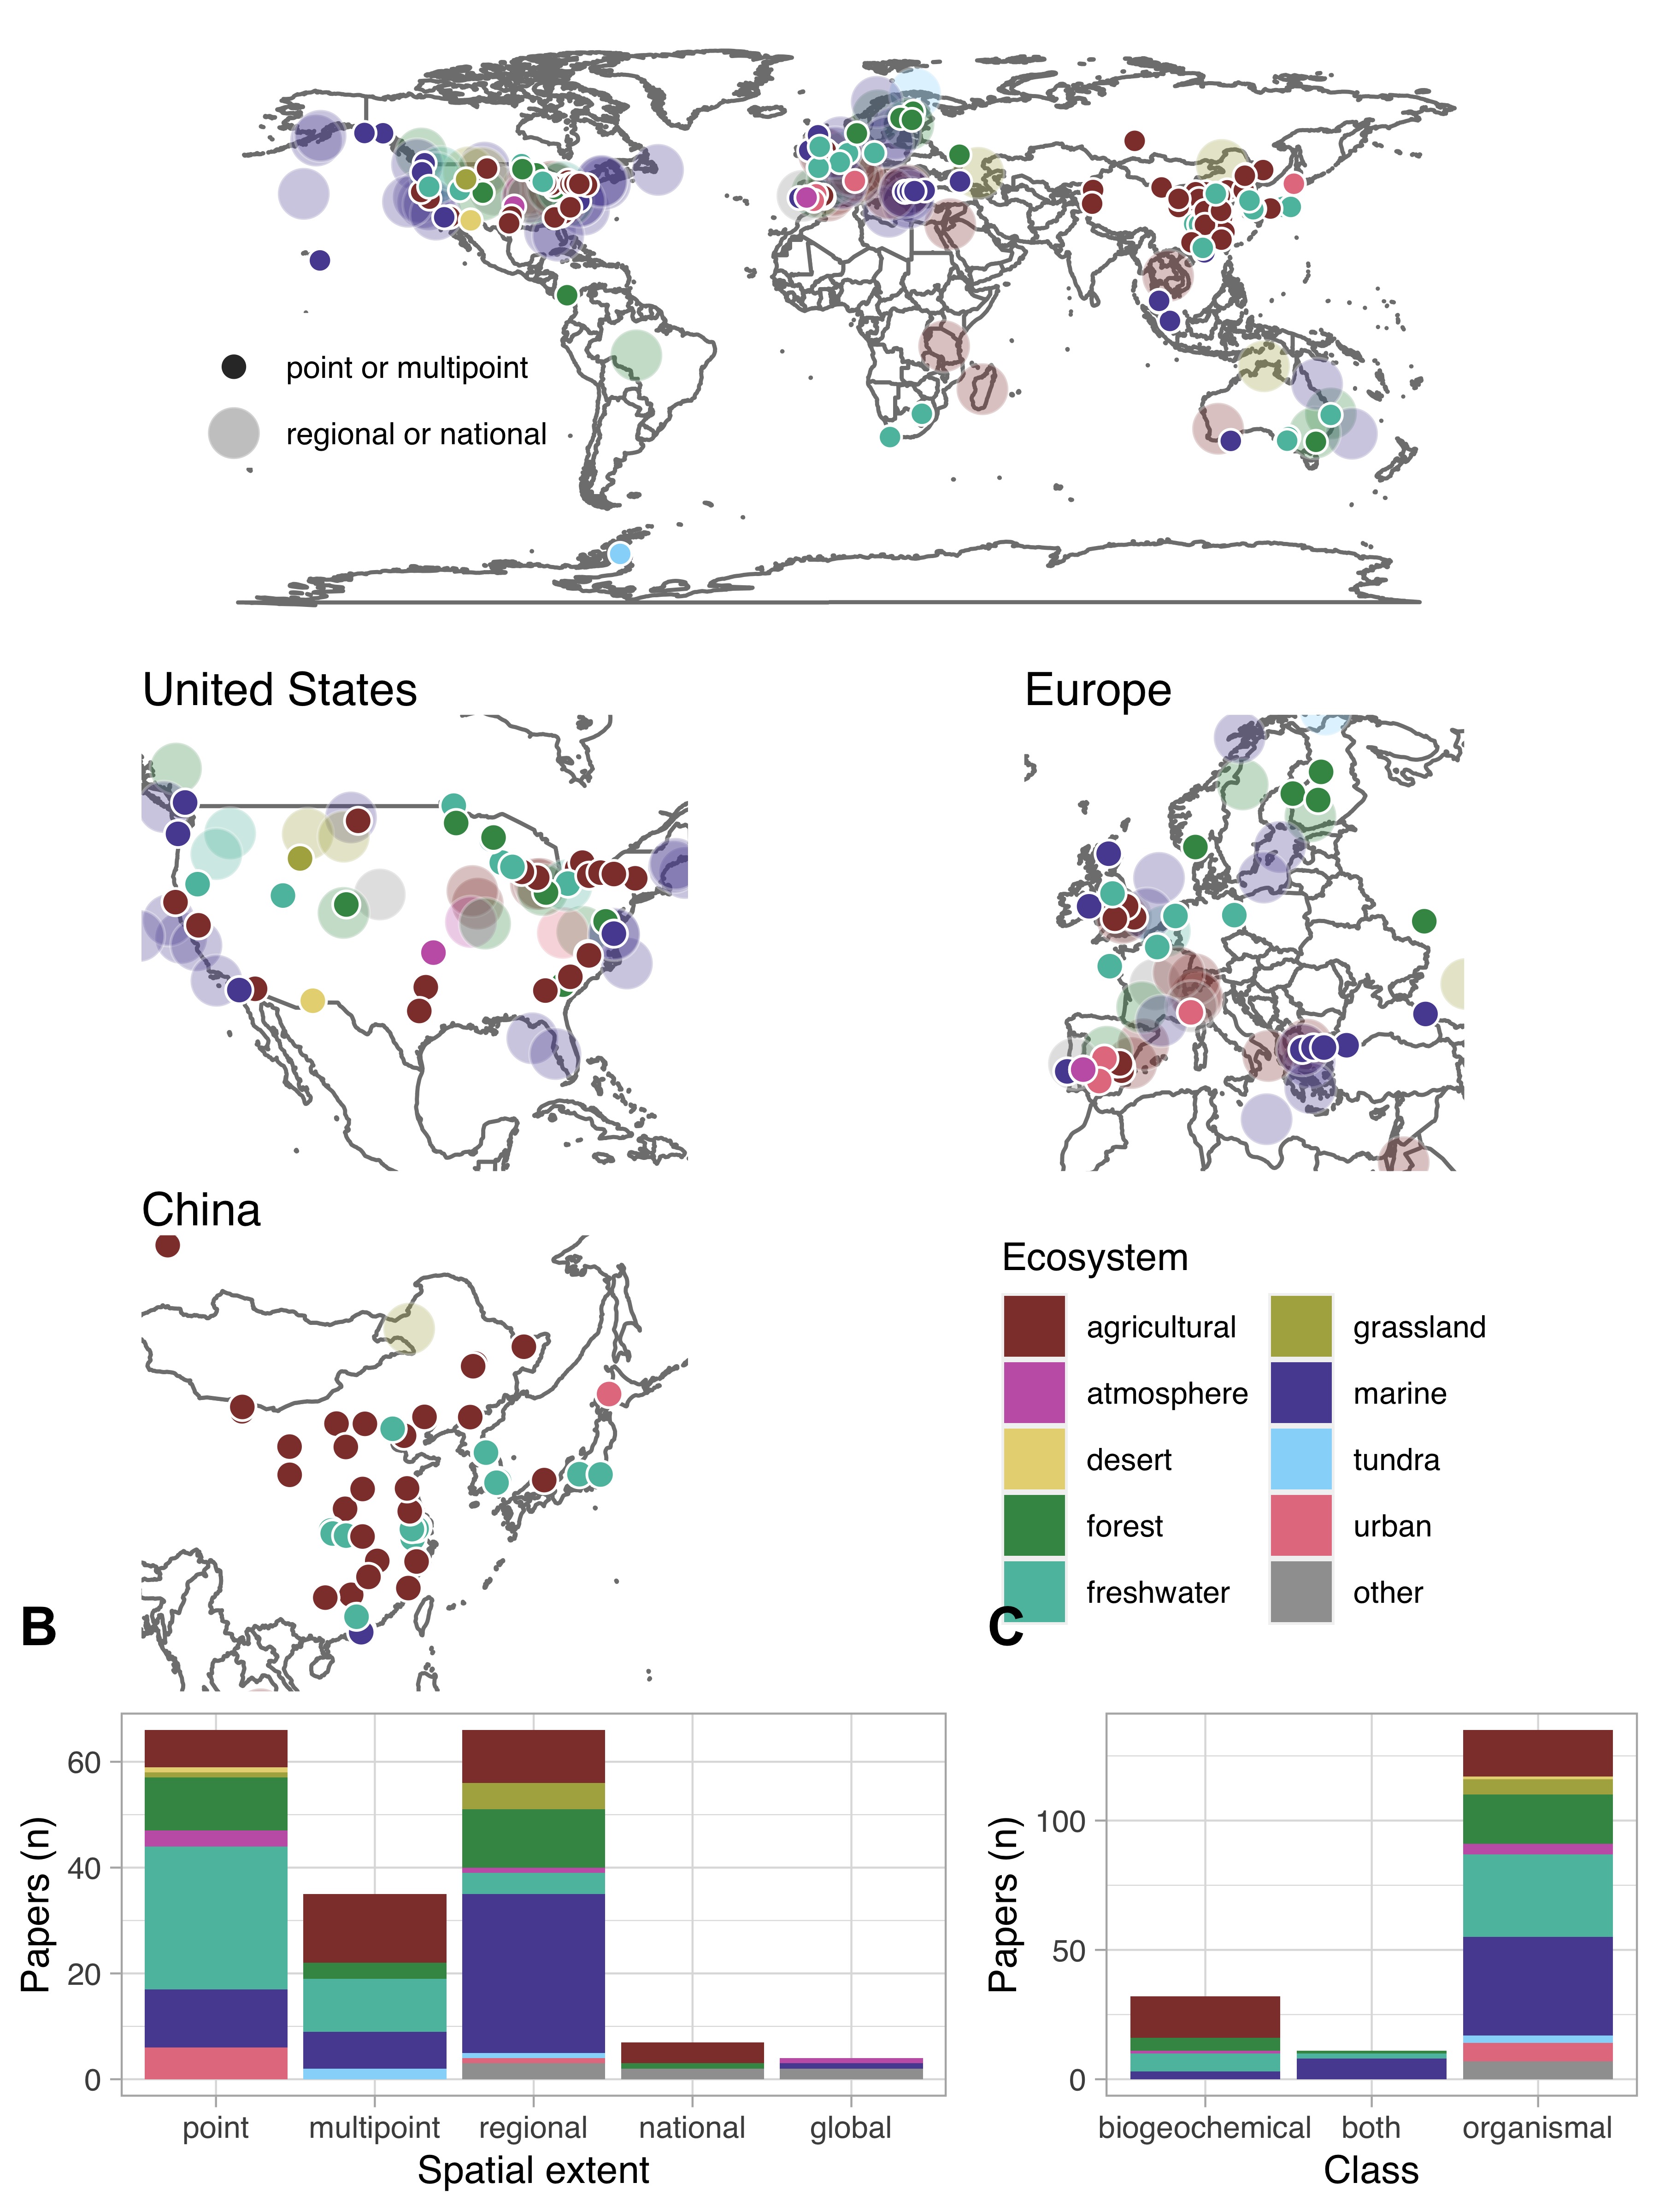 point or multipoint
regional or national
United States
Europe
China
Ecosystem
agricultural
grassland
atmosphere
marine
desert
tundra
forest
urban
freshwater
other
B
60
40
20
0
Papers (n)
point
multipoint
regional
national
global
Spatial extent
C
100
50
0
Papers (n)
biogeochemical
both
organismal
Class